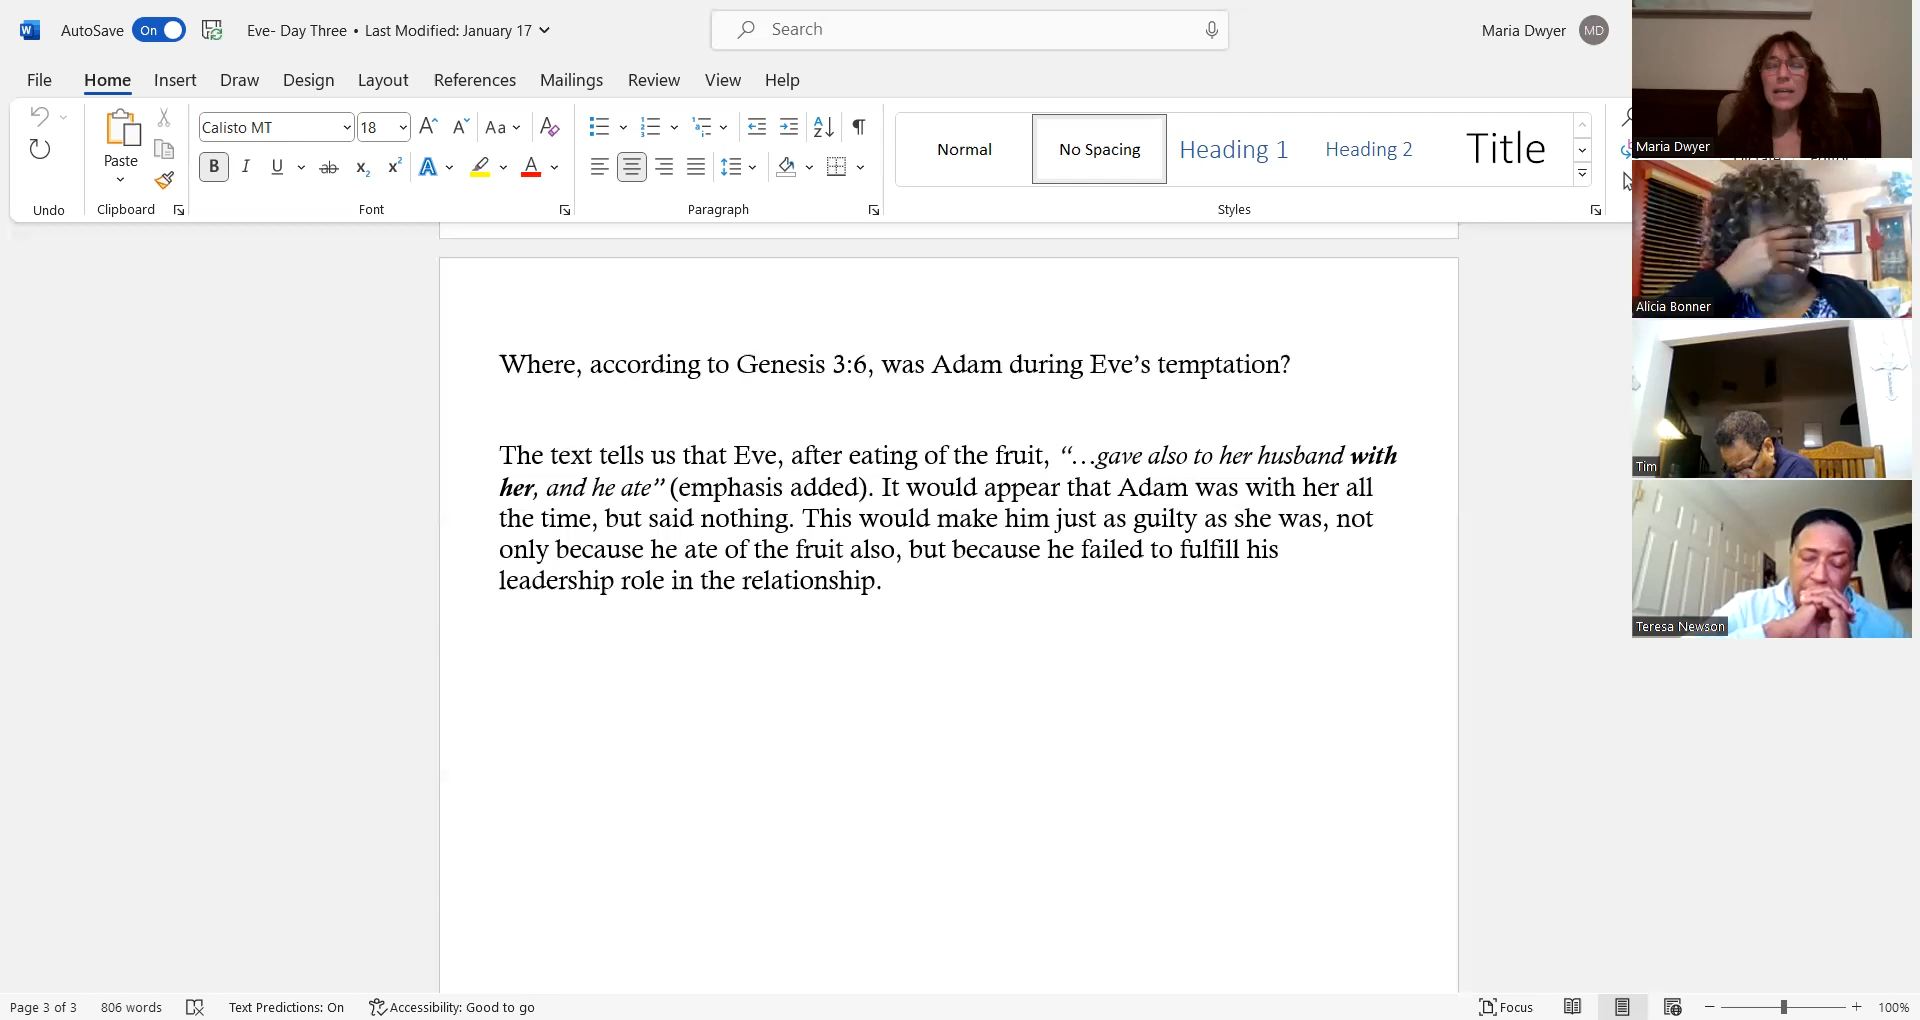 AutoSave On Eve- Day Three • Last Modified: January 17 Search Maria Dwyer MD
File Home Insert Draw Design Layout References Mailings Review View Help
Paste
Calisto MT 18 Aa
B I U ab x₂ x² A A
Normal No Spacing Heading 1 Heading 2 Title
Undo Clipboard Font Paragraph Styles
Maria Dwyer
Alicia Bonner
Tim
Teresa Newson
Where, according to Genesis 3:6, was Adam during Eve’s temptation?
The text tells us that Eve, after eating of the fruit, “…gave also to her husband with
her, and he ate” (emphasis added). It would appear that Adam was with her all
the time, but said nothing. This would make him just as guilty as she was, not
only because he ate of the fruit also, but because he failed to fulfill his
leadership role in the relationship.
Page 3 of 3 806 words Text Predictions: On Accessibility: Good to go Focus 100%